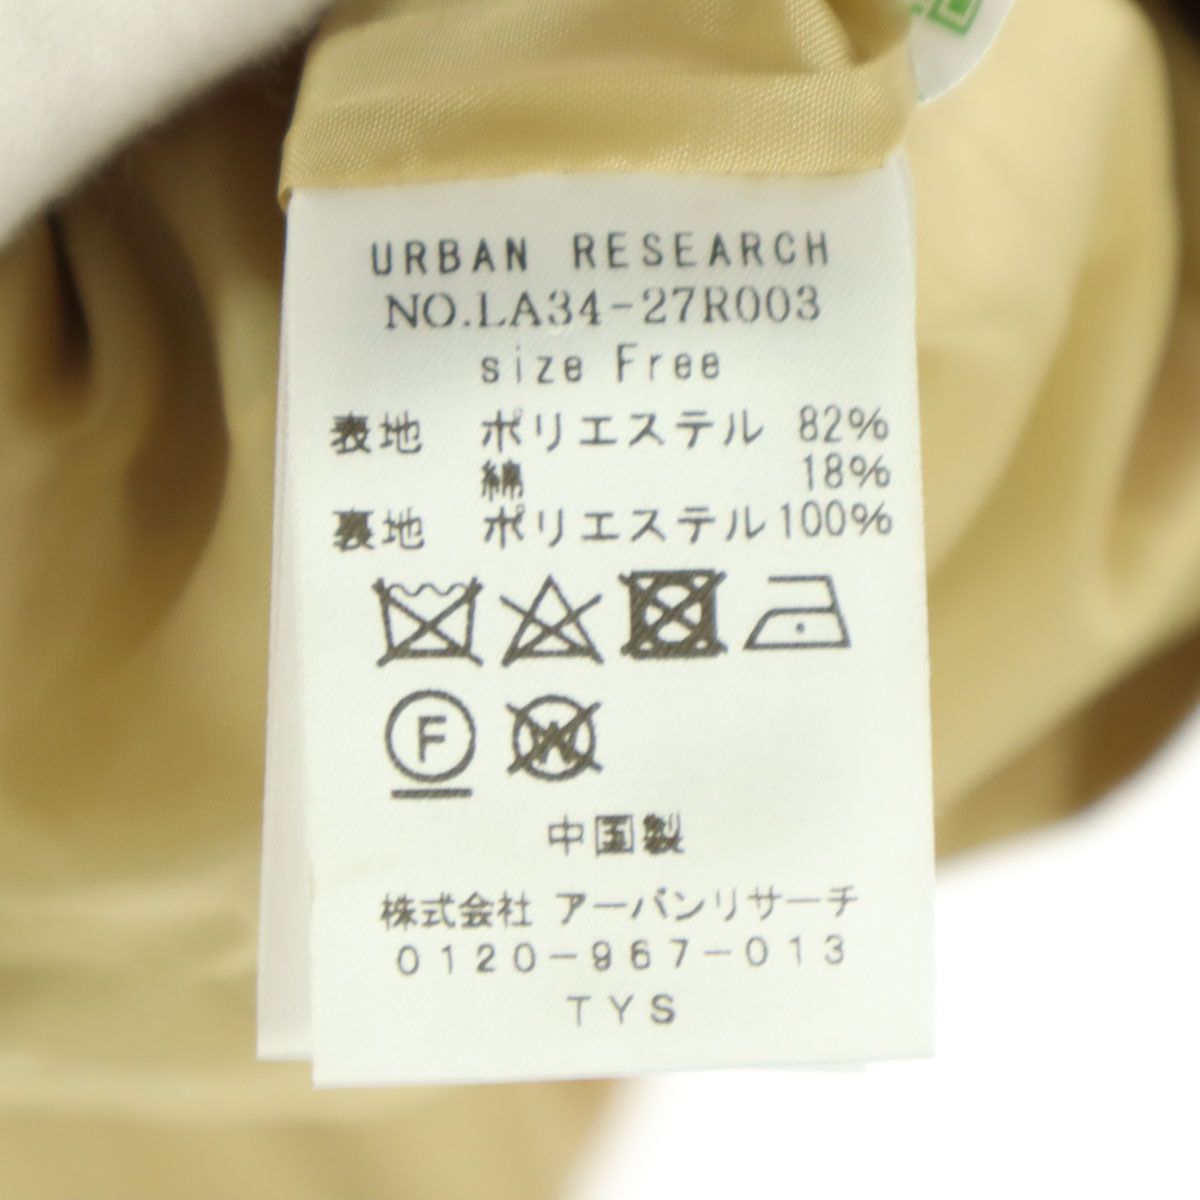 URBAN RESEARCH
NO.LA34-27R003
size Free
表地 ポリエステル 82%
綿 18%
裏地 ポリエステル 100%
F W
中国製
株式会社 アーバンリサーチ
0120-967-013
TYS